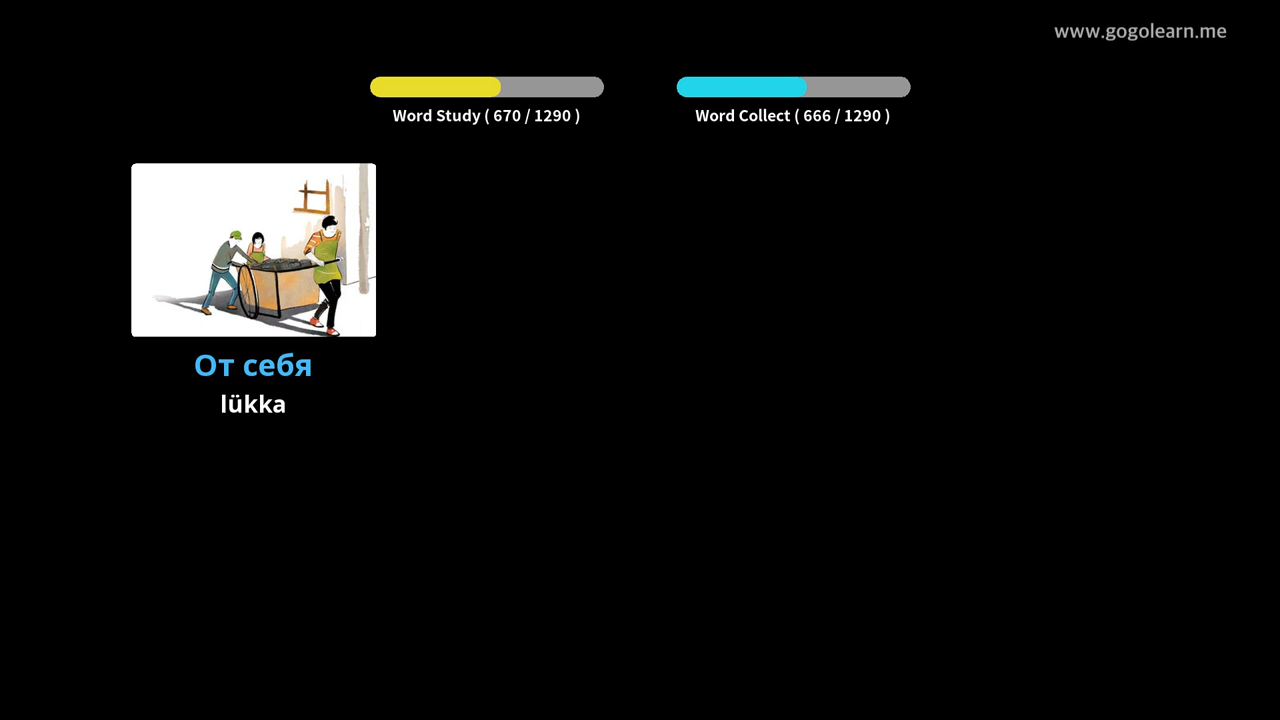 www.gogolearn.me
Word Study ( 670 / 1290 )
Word Collect ( 666 / 1290 )
От себя
lükka